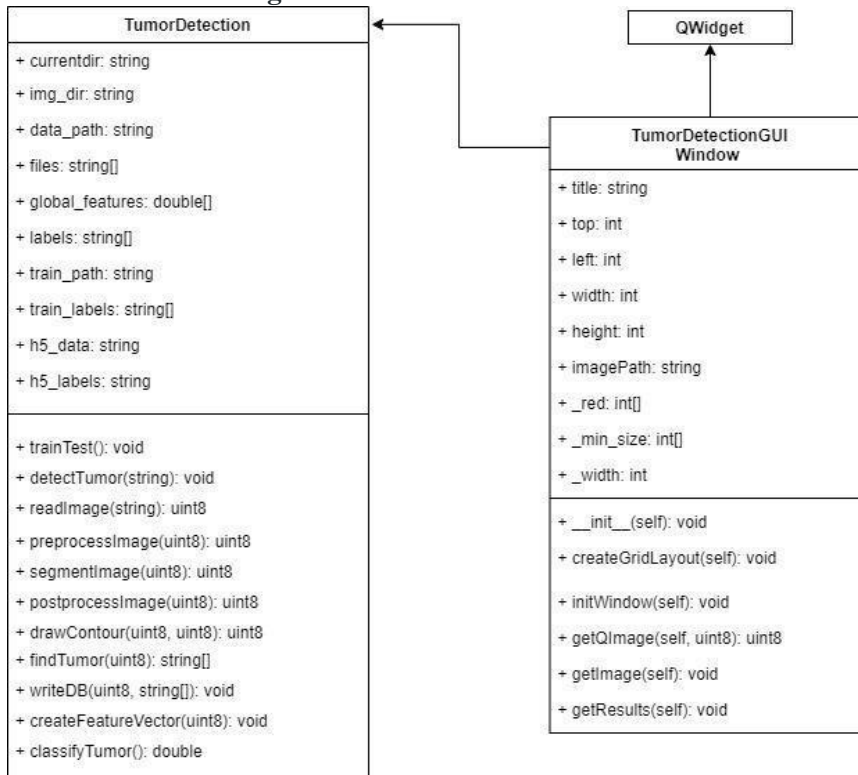 TumorDetection
+ currentdir: string
+ img_dir: string
+ data_path: string
+ files: string[]
+ global_features: double[]
+ labels: string[]
+ train_path: string
+ train_labels: string[]
+ h5_data: string
+ h5_labels: string
+ trainTest(): void
+ detectTumor(string): void
+ readImage(string): uint8
+ preprocessImage(uint8): uint8
+ segmentImage(uint8): uint8
+ postprocessImage(uint8): uint8
+ drawContour(uint8, uint8): uint8
+ findTumor(uint8): string[]
+ writeDB(uint8, string[]): void
+ createFeatureVector(uint8): void
+ classifyTumor(): double
QWidget
TumorDetectionGUI
Window
+ title: string
+ top: int
+ left: int
+ width: int
+ height: int
+ imagePath: string
+ _red: int[]
+ _min_size: int[]
+ _width: int
+ __init__(self): void
+ createGridLayout(self): void
+ initWindow(self): void
+ getQImage(self, uint8): uint8
+ getImage(self): void
+ getResults(self): void